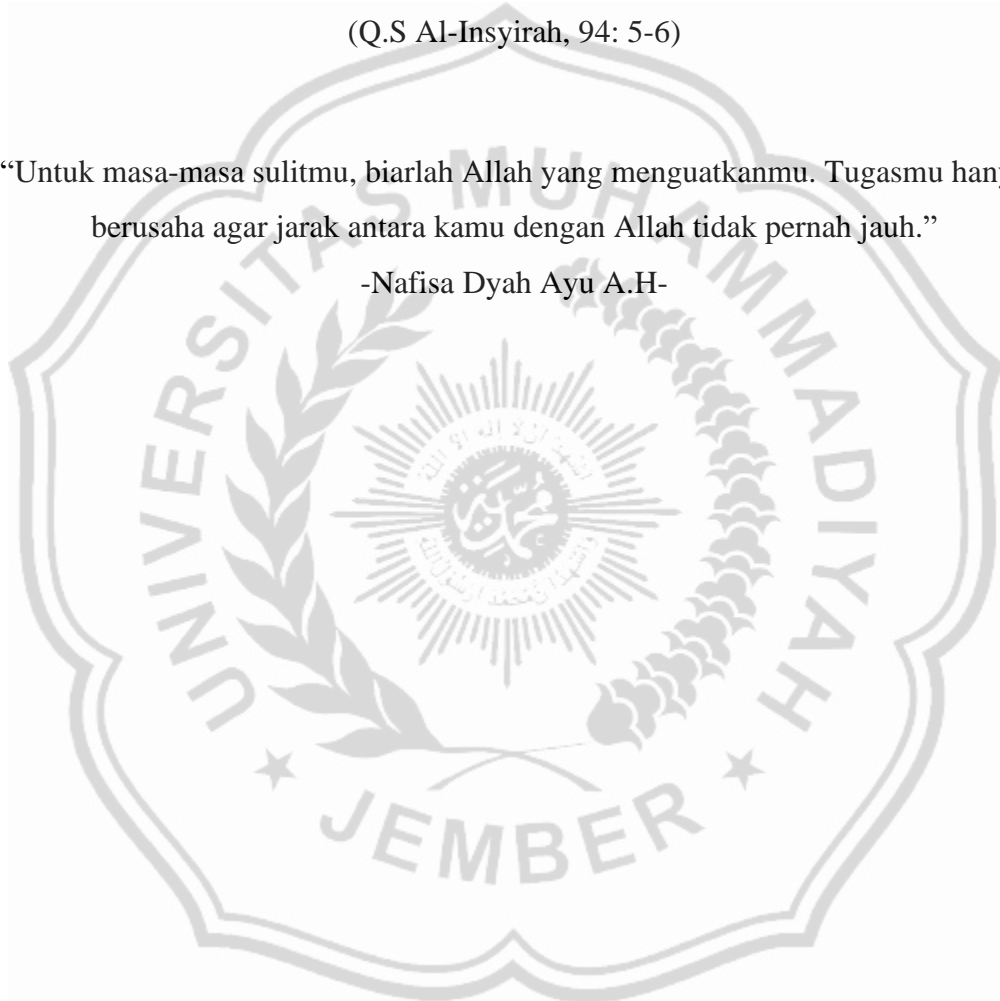 (Q.S Al-Insyirah, 94: 5-6)
“Untuk masa-masa sulitmu, biarlah Allah yang menguatkanmu. Tugasmu
berusaha agar jarak antara kamu dengan Allah tidak pernah jauh.”
-Nafisa Dyah Ayu A.H-
UNIVERSITAS MUHAMMADIYAH
JEMBER